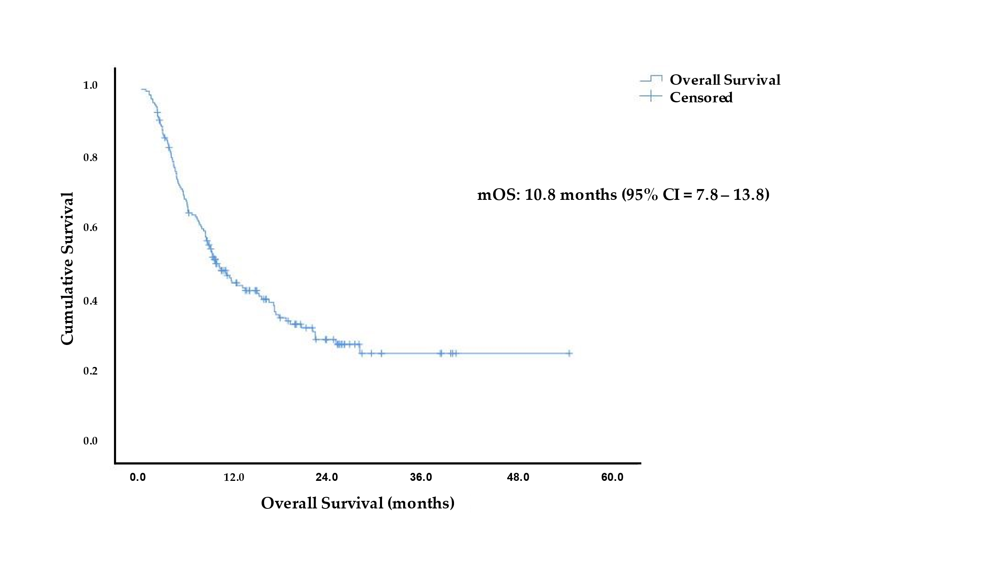 Overall Survival
Censored
1.0
0.8
0.6
0.4
0.2
0.0
Cumulative Survival
mOS: 10.8 months (95% CI = 7.8 – 13.8)
0.0 12.0 24.0 36.0 48.0 60.0
Overall Survival (months)